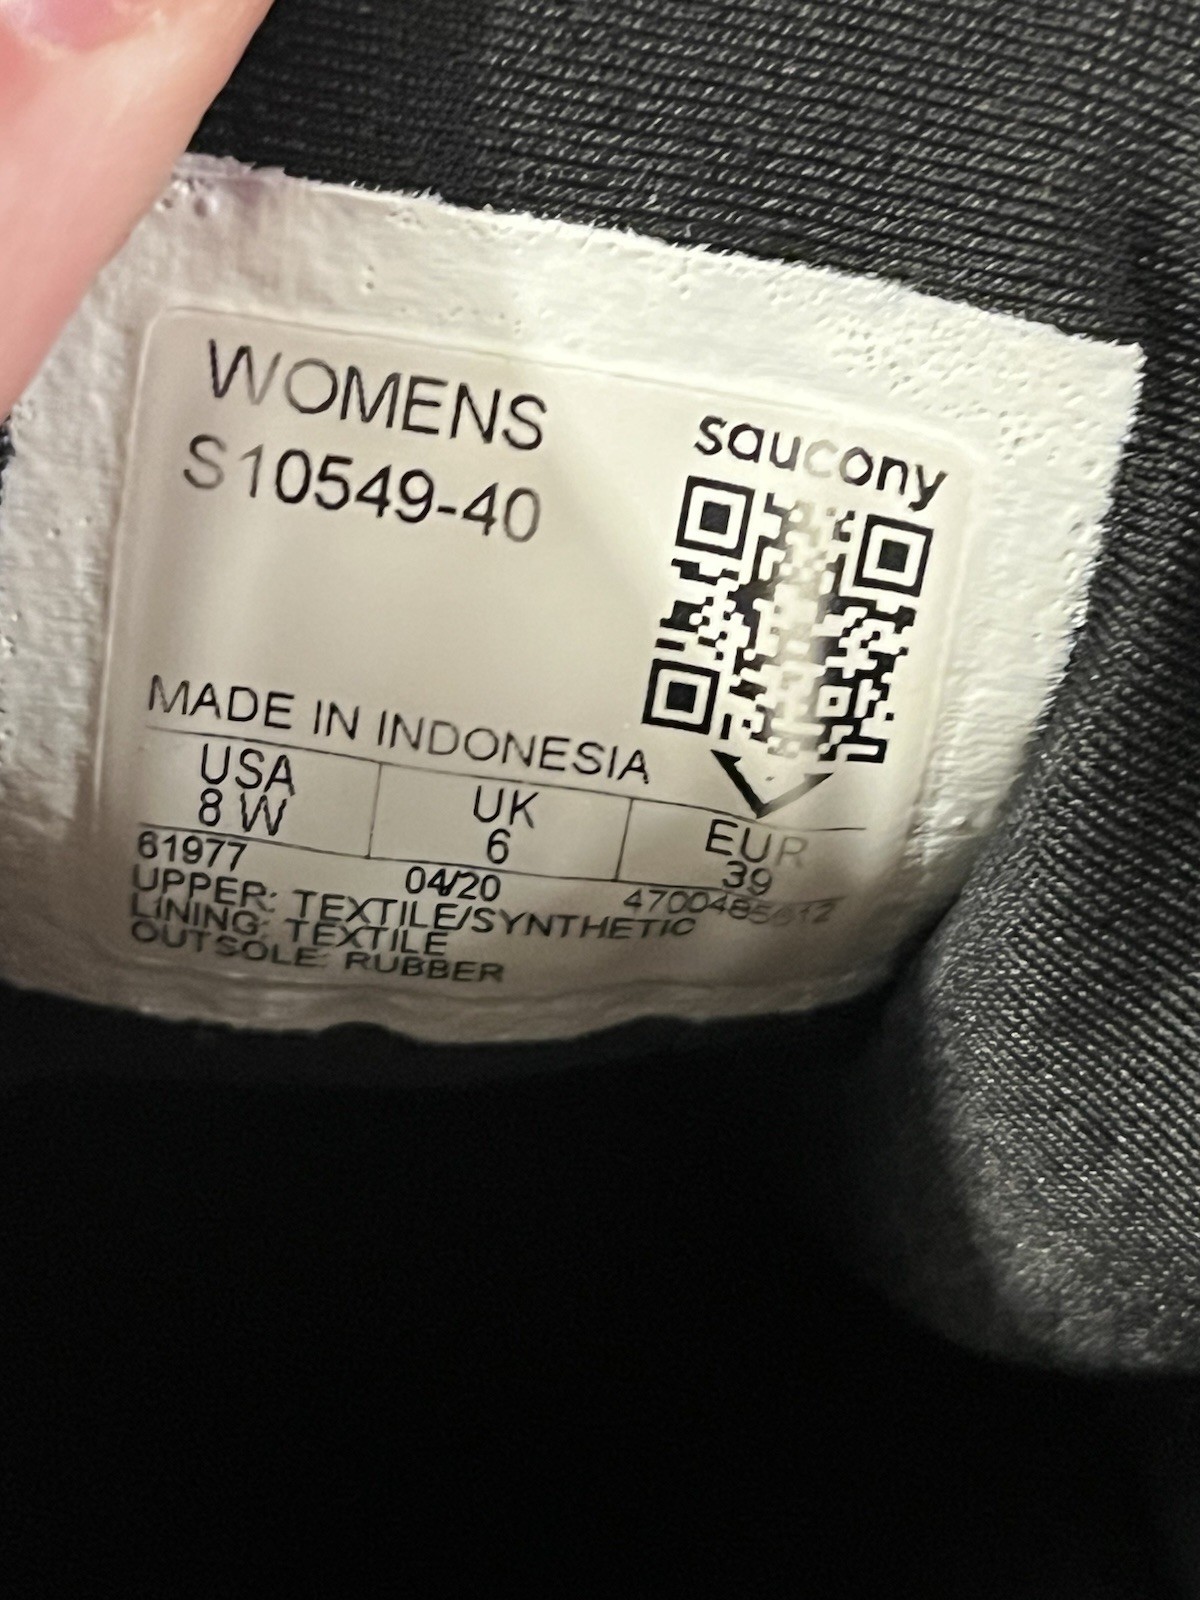 WOMENS
S10549-40
saucony
MADE IN INDONESIA
USA UK EUR
8 W 6 39
61977 04/20
UPPER: TEXTILE/SYNTHETIC
LINING: TEXTILE
OUTSOLE: RUBBER